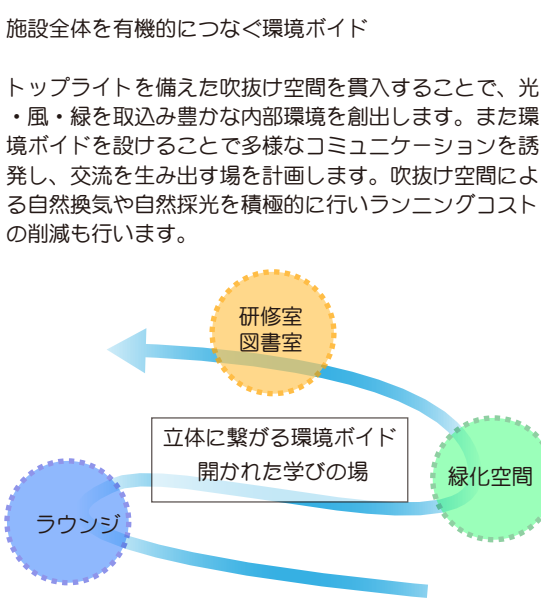 施設全体を有機的につなぐ環境ボイド
トップライトを備えた吹抜け空間を貫入することで、光
・風・緑を取込み豊かな内部環境を創出します。また環
境ボイドを設けることで多様なコミュニケーションを誘
発し、交流を生み出す場を計画します。吹抜け空間によ
る自然換気や自然採光を積極的に行いランニングコスト
の削減も行います。
研修室
図書室
立体に繋がる環境ボイド
開かれた学びの場
緑化空間
ラウンジ